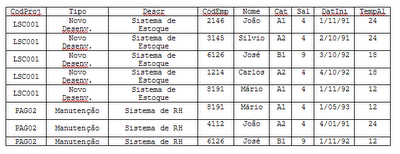 CodProj Tipo Descr CodEmp Nome Cat Sal DatIni TempAl
LSC001 Novo Desenv. Sistema de Estoque 2146 João A1 4 1/11/91 24
LSC001 Novo Desenv. Sistema de Estoque 3145 Silvio A2 4 2/10/91 24
LSC001 Novo Desenv. Sistema de Estoque 6126 José B1 9 3/10/92 18
LSC001 Novo Desenv. Sistema de Estoque 1214 Carlos A2 4 4/10/92 18
LSC001 Novo Desenv. Sistema de Estoque 8191 Mário A1 4 1/11/92 12
PAG02 Manutenção Sistema de RH 8191 Mário A1 4 1/05/93 12
PAG02 Manutenção Sistema de RH 4112 João A2 4 4/01/91 24
PAG02 Manutenção Sistema de RH 6126 José B1 9 1/11/92 12